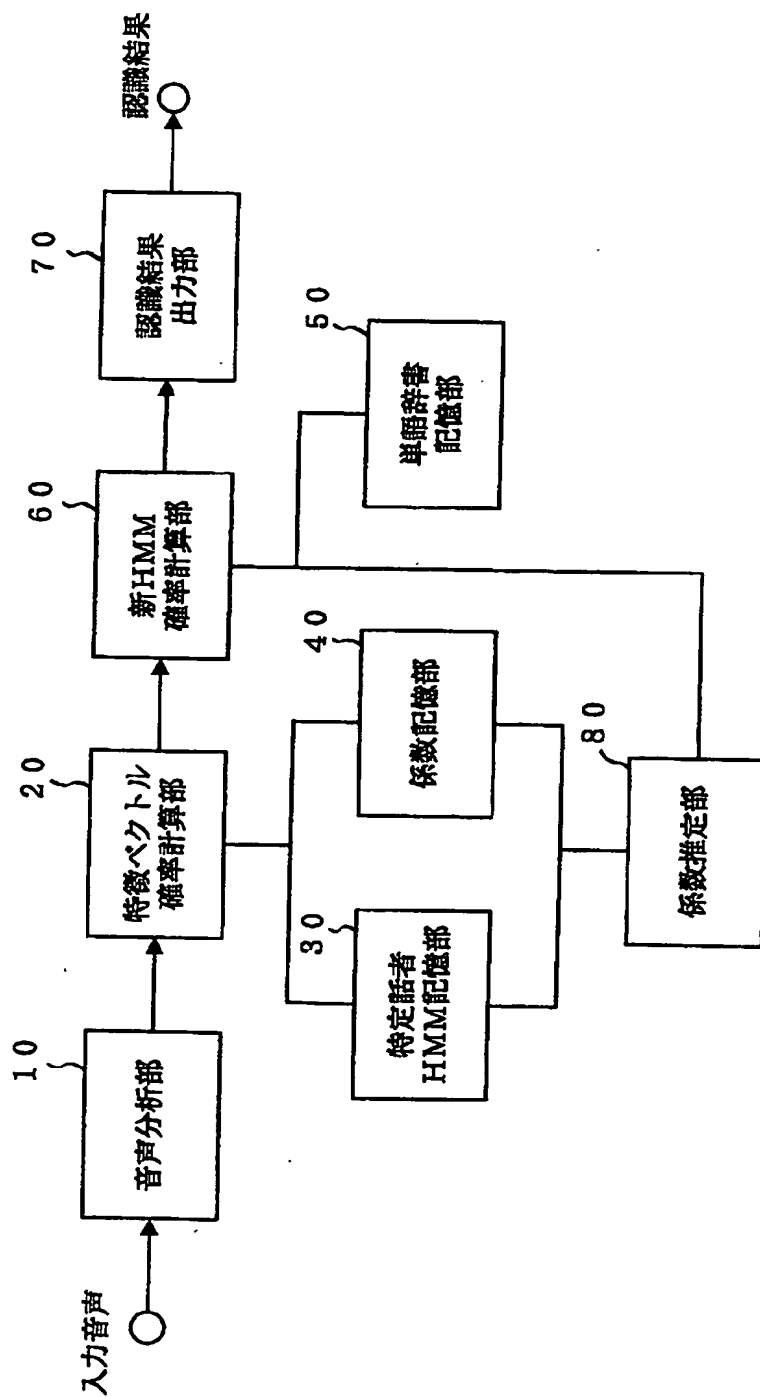 入力音声
10
音声分析部
20
特徴ベクトル
確率計算部
60
新HMM
確率計算部
70
認識結果
出力部
認識結果
30
特定話者
HMM記憶部
40
係数記憶部
50
単語辞書
記憶部
80
係数推定部